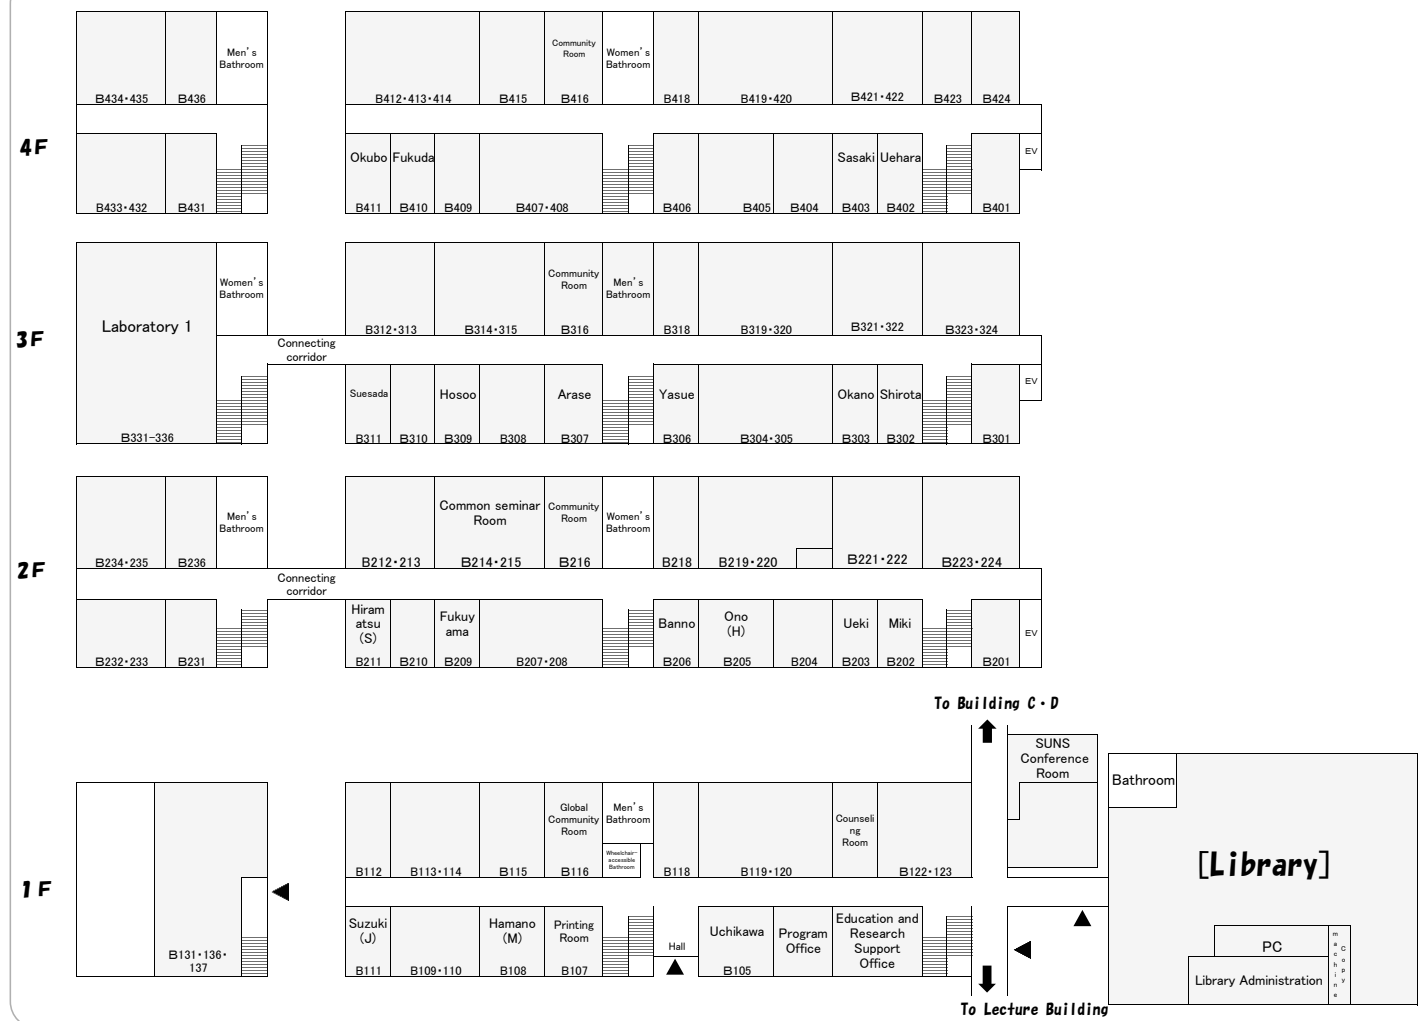 Men's
Bathroom
Community
Room
Women's
Bathroom
B434・435
B436
B412・413・414
B415
B416
B418
B419・420
B421・422
B423
B424
4F
Okubo
Fukuda
Sasaki
Uehara
EV
B433・432
B431
B411
B410
B409
B407・408
B406
B405
B404
B403
B402
B401
Women's
Bathroom
Community
Room
Men's
Bathroom
Laboratory 1
B312・313
B314・315
B316
B318
B319・320
B321・322
B323・324
3F
Connecting
corridor
Suesada
Hosoo
Arase
Yasue
Okano
Shirota
EV
B331-336
B311
B310
B309
B308
B307
B306
B304・305
B303
B302
B301
Men's
Bathroom
Common seminar
Room
Community
Room
Women's
Bathroom
B234・235
B236
B212・213
B214・215
B216
B218
B219・220
B221・222
B223・224
2F
Connecting
corridor
Hiram
atsu
(S)
Fukuy
ama
Banno
Ono
(H)
Ueki
Miki
EV
B232・233
B231
B211
B210
B209
B207・208
B206
B205
B204
B203
B202
B201
To Building C・D
SUNS
Conference
Room
Bathroom
Global
Community
Room
Men's
Bathroom
Wheelchair-
accessible
Bathroom
Counseli
ng
Room
B112
B113・114
B115
B116
B118
B119・120
B122・123
[Library]
1F
Suzuki
(J)
Hamano
(M)
Printing
Room
Hall
Uchikawa
Program
Office
Education and
Research
Support
Office
B131・136・
137
B111
B109・110
B108
B107
B105
PC
Library Administration
Copy
machine
To Lecture Building